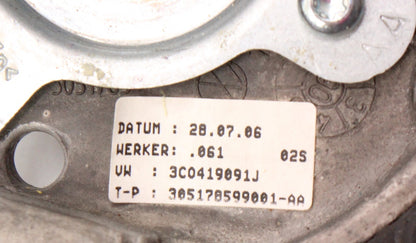 DATUM : 28.07.06
WERKER: .061 02S
VW : 3C0419091J
T-P : 305178599001-AA